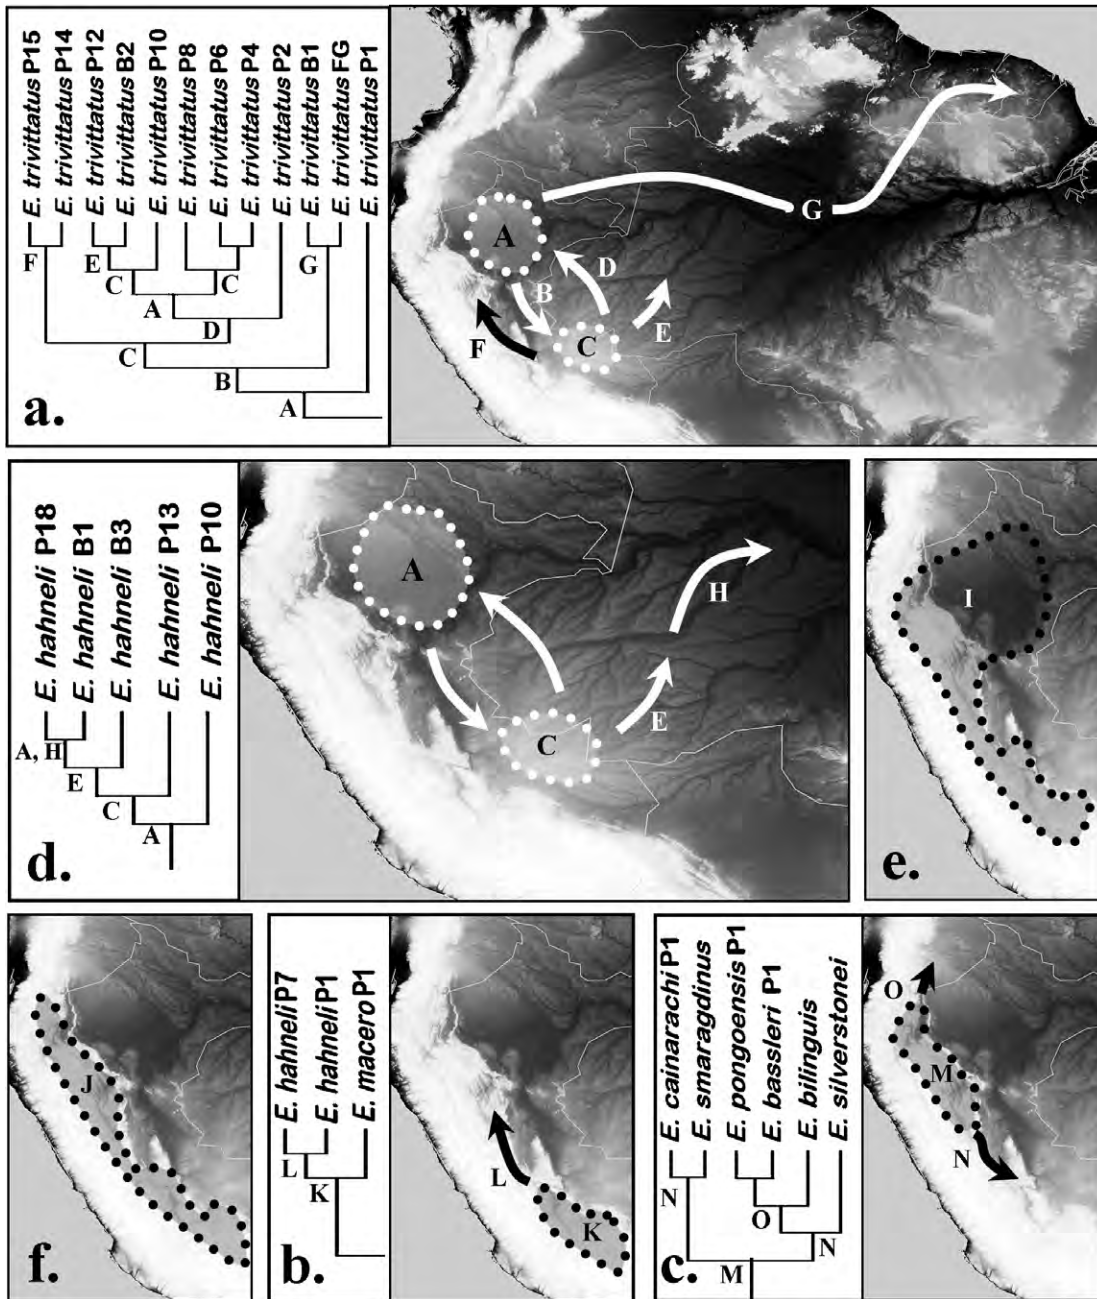 E. trivittatus P15
E. trivittatus P14
E. trivittatus P12
E. trivittatus B2
E. trivittatus P10
E. trivittatus P8
E. trivittatus P6
E. trivittatus P4
E. trivittatus P2
E. trivittatus B1
E. trivittatus FG
E. trivittatus P1
F
E
C
C
G
A
D
C
B
A
a.
A
G
D
B
E
F
C
E. hahneli P18
E. hahneli B1
E. hahneli B3
E. hahneli P13
E. hahneli P10
A, H
E
C
A
d.
A
H
E
C
I
e.
J
f.
E. hahneli P7
E. hahneli P1
E. macero P1
L
K
b.
L
K
E. cainarachi P1
E. smaragdinus
E. pongoensis P1
E. bassleri P1
E. bilinguis
E. silverstonei
N
O
N
M
c.
O
M
N